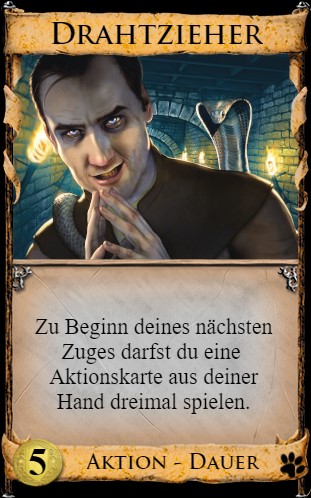 Drahtzieher
Zu Beginn deines nächsten
Zuges darfst du eine
Aktionskarte aus deiner
Hand dreimal spielen.
5
Aktion - Dauer